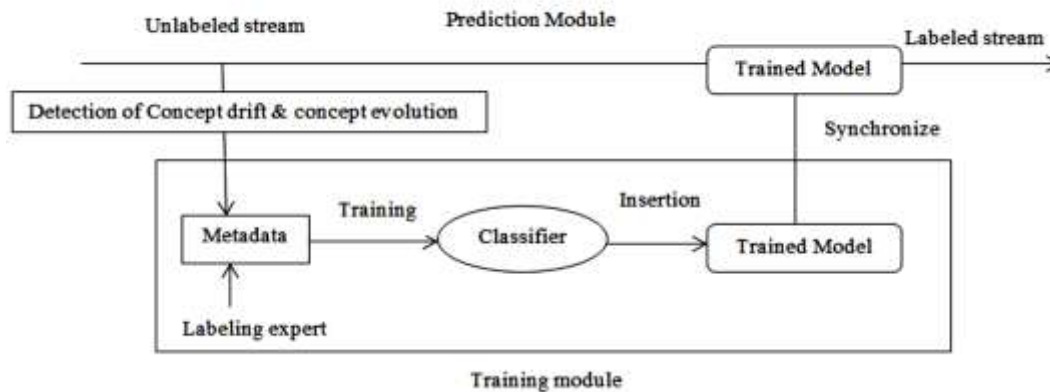 Prediction Module
Unlabeled stream
Labeled stream
Trained Model
Detection of Concept drift & concept evolution
Synchronize
Training
Insertion
Metadata
Classifier
Trained Model
Labeling expert
Training module